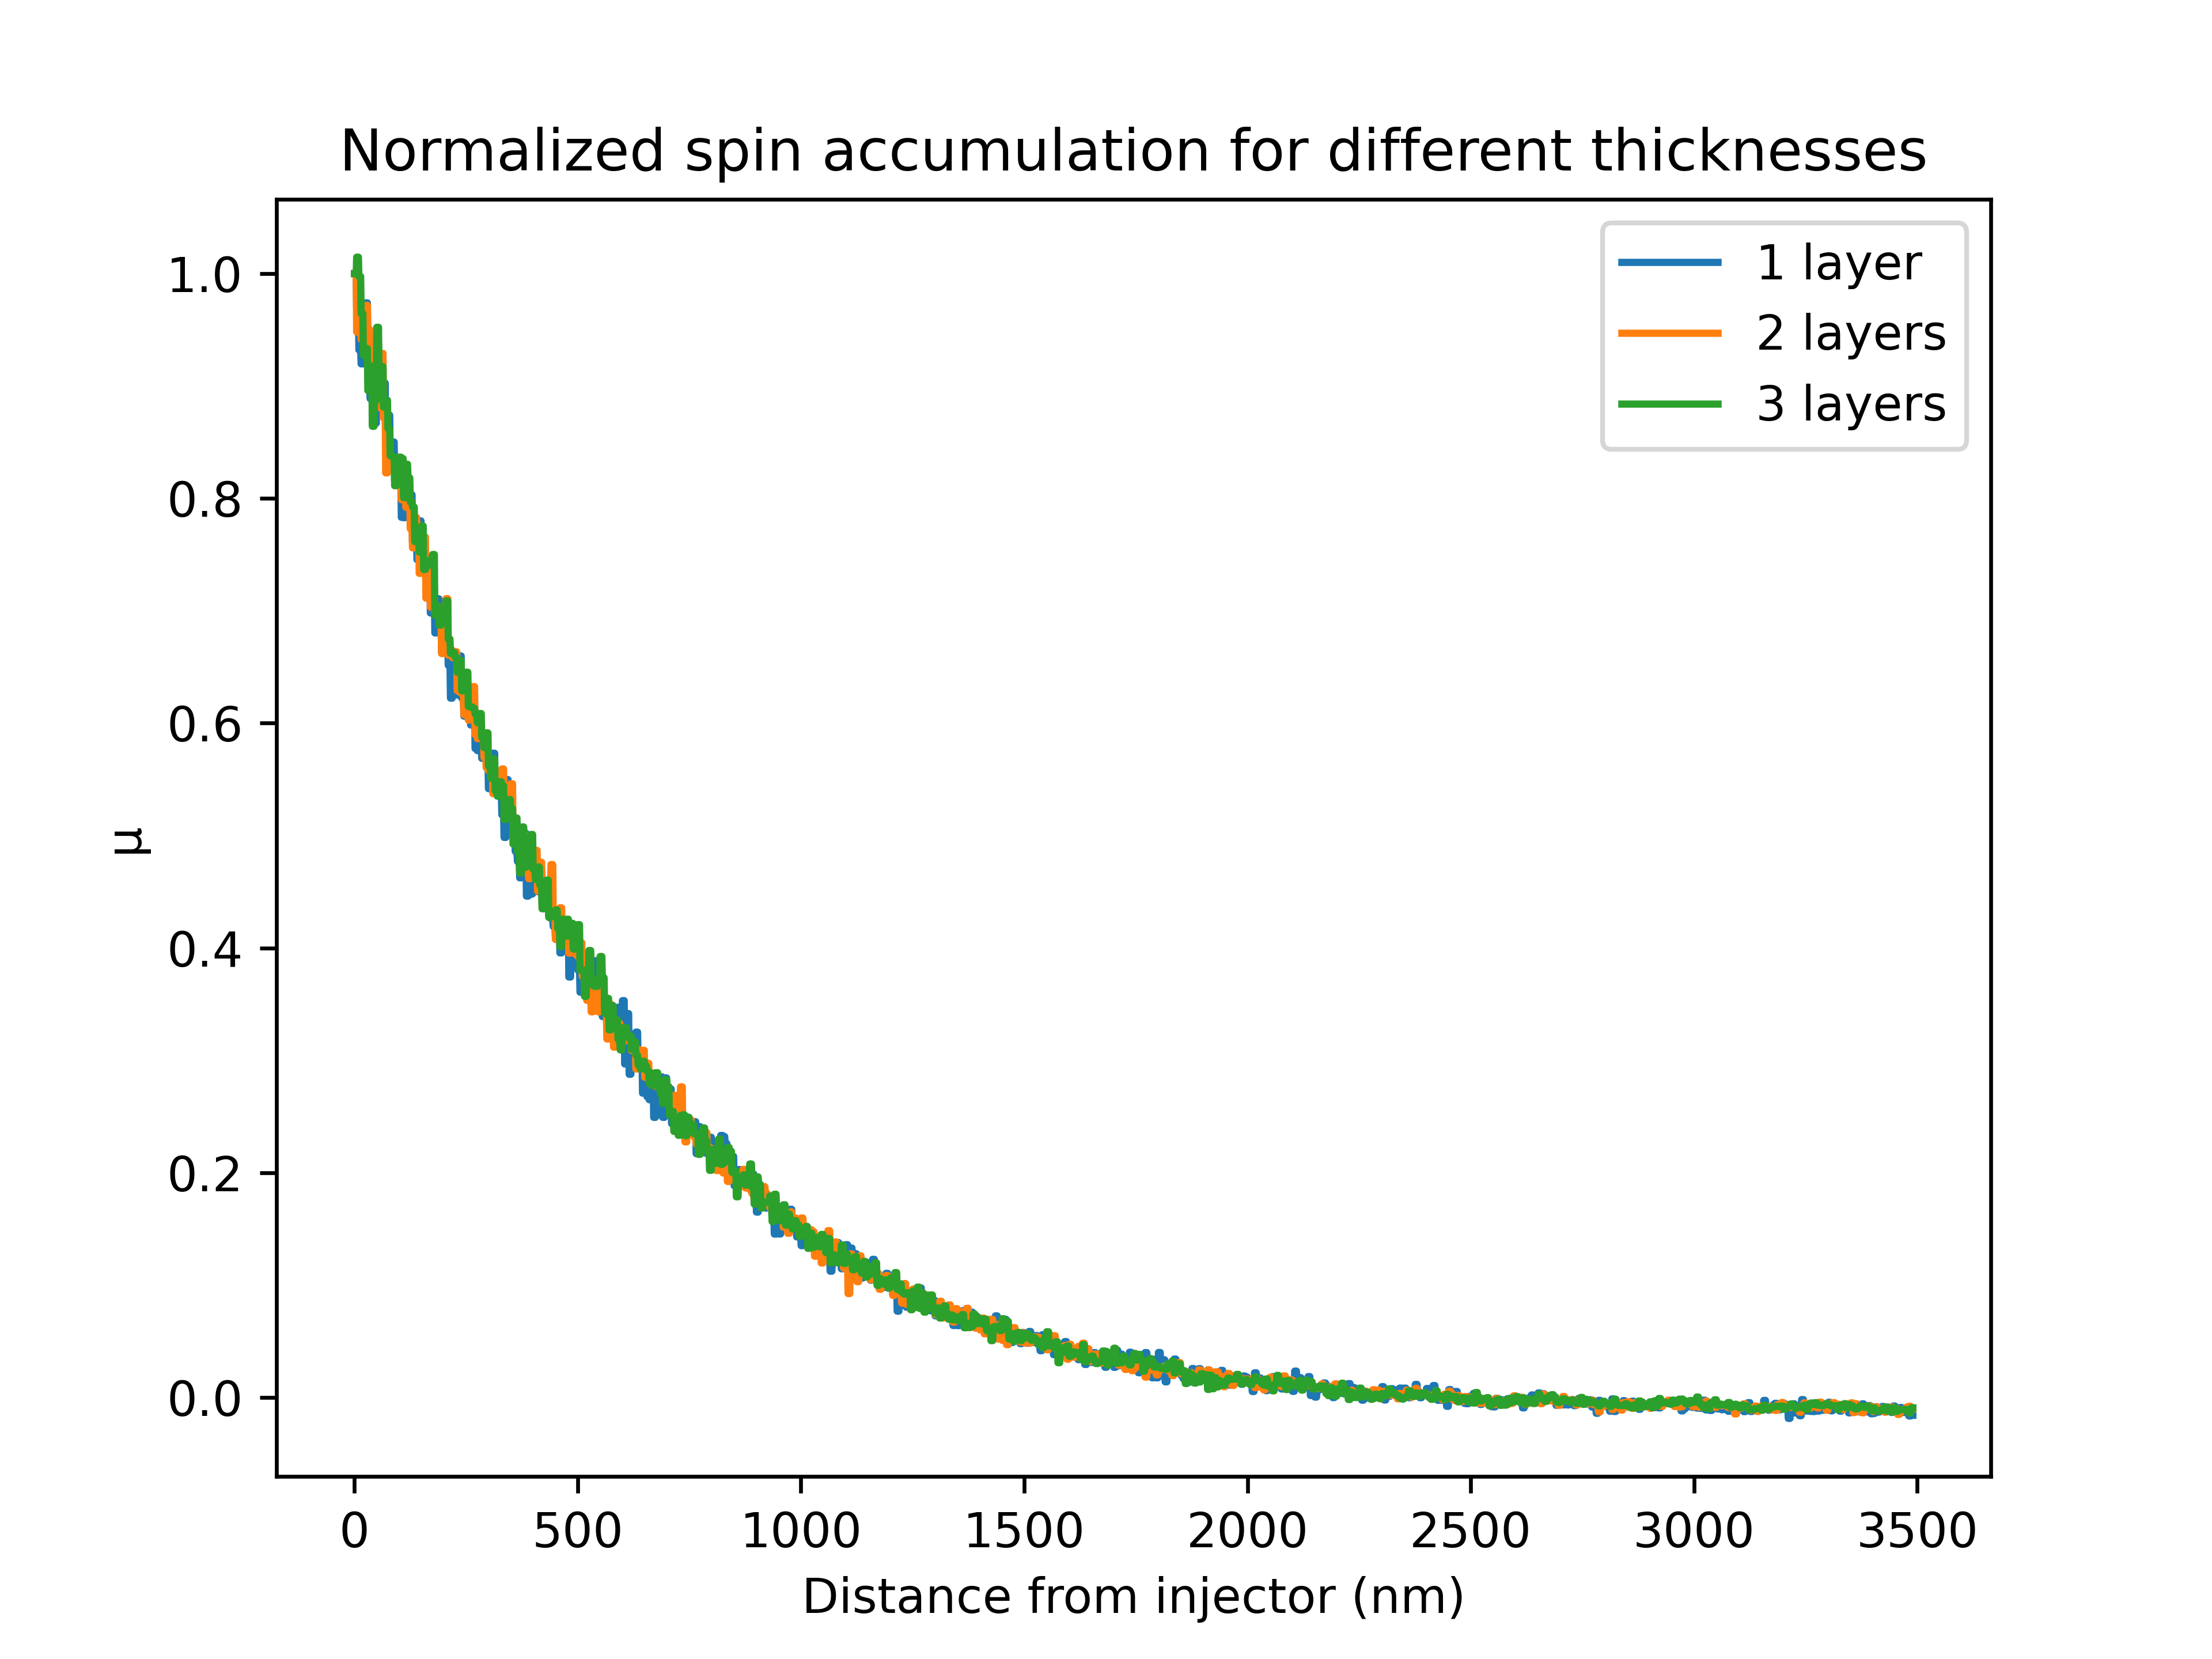 Normalized spin accumulation for different thicknesses
1 layer
2 layers
3 layers
1.0
0.8
0.6
0.4
0.2
0.0
μ
0 500 1000 1500 2000 2500 3000 3500
Distance from injector (nm)